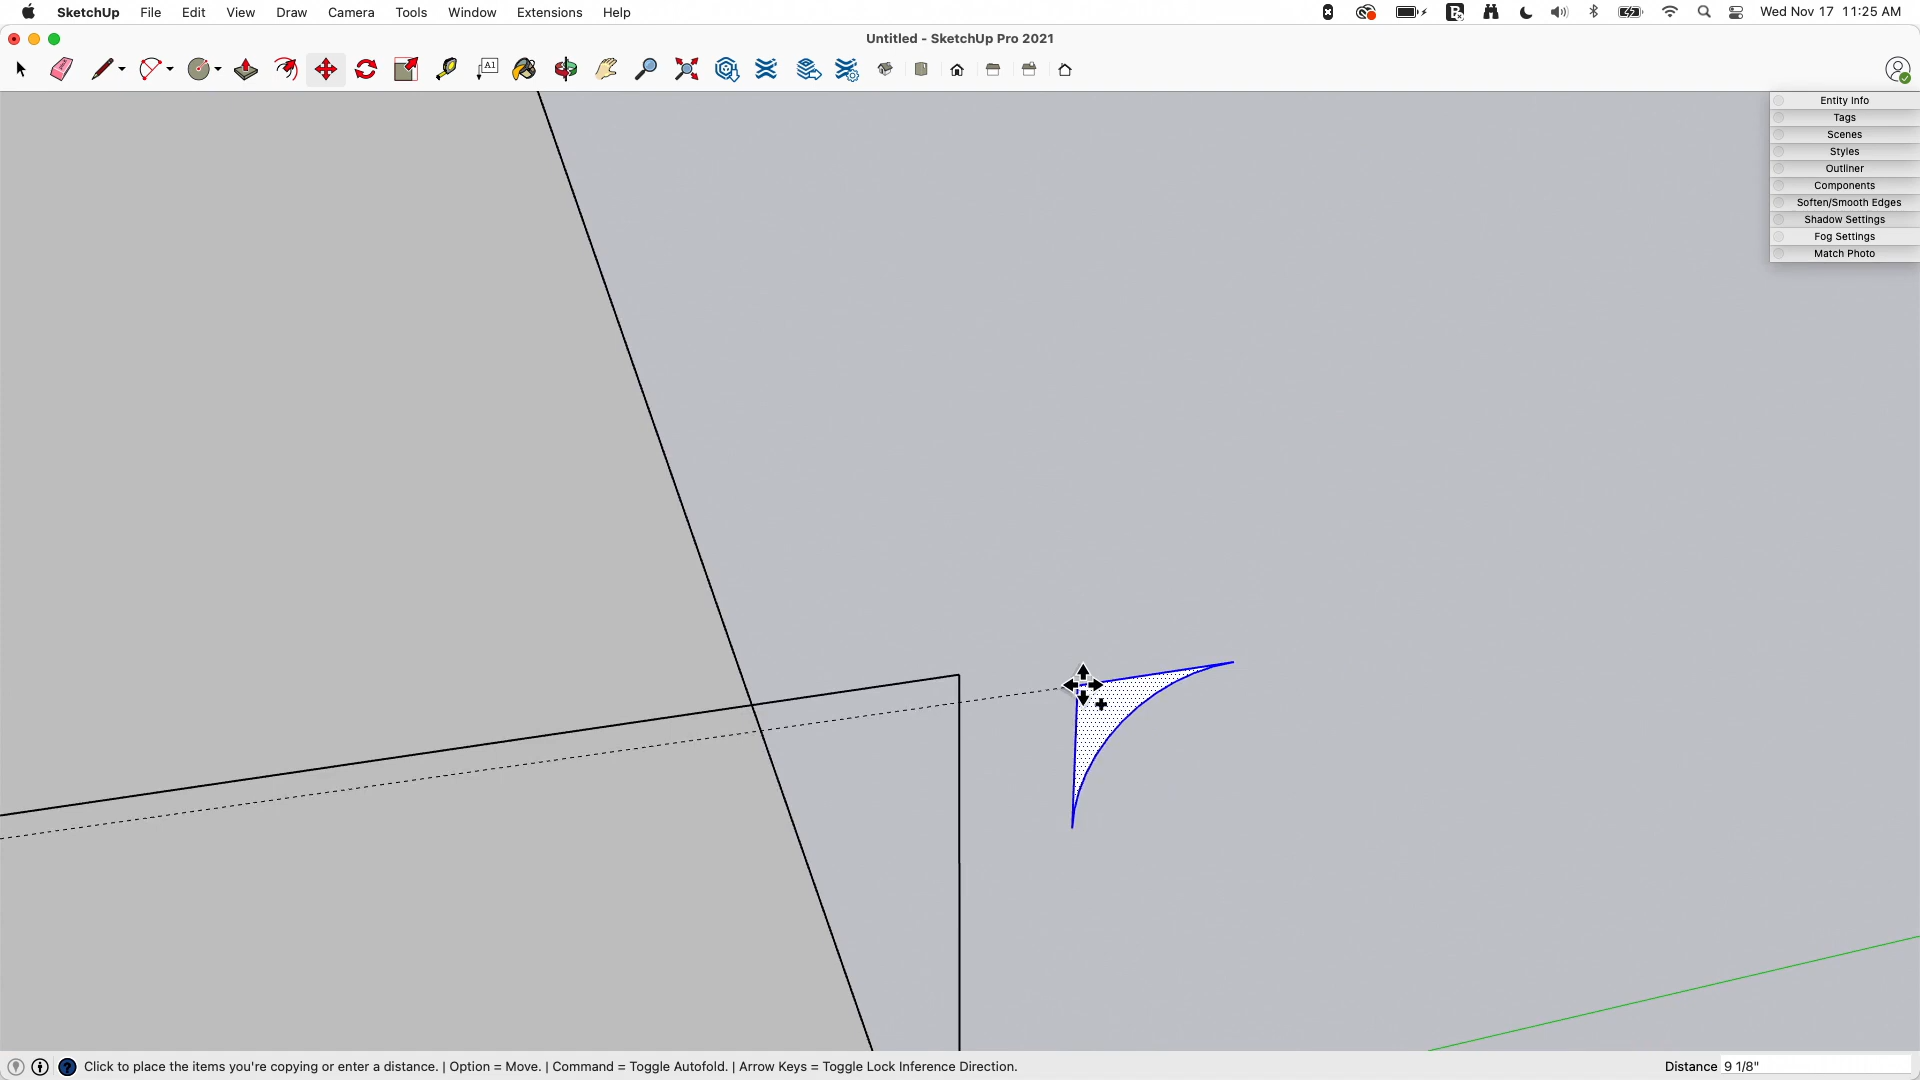 SketchUp File Edit View Draw Camera Tools Window Extensions Help Wed Nov 17 11:25 AM
Untitled - SketchUp Pro 2021
A1
Entity Info
Tags
Scenes
Styles
Outliner
Components
Soften/Smooth Edges
Shadow Settings
Fog Settings
Match Photo
Click to place the items you're copying or enter a distance. | Option = Move. | Command = Toggle Autofold. | Arrow Keys = Toggle Lock Inference Direction. Distance 9 1/8"